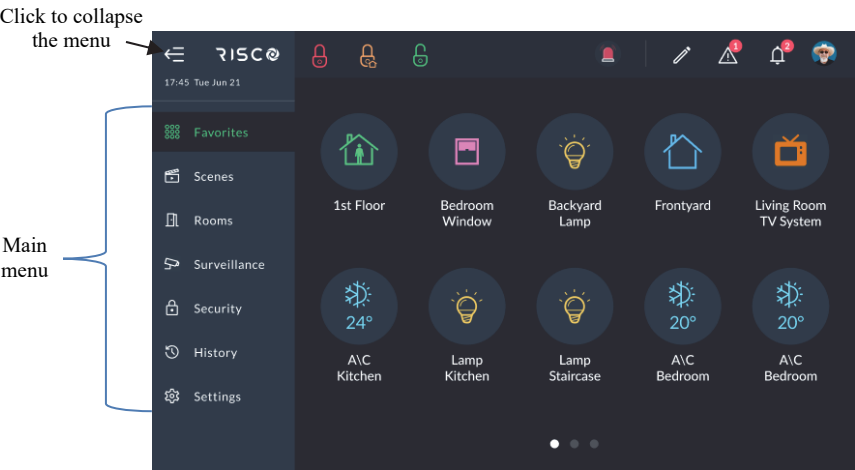 Click to collapse
the menu
RISCO
17:45 Tue Jun 21
1
2
Main
menu
Favorites
Scenes
Rooms
Surveillance
Security
History
Settings
1st Floor
Bedroom
Window
Backyard
Lamp
Frontyard
Living Room
TV System
24°
A\C
Kitchen
Lamp
Kitchen
Lamp
Staircase
20°
A\C
Bedroom
20°
A\C
Bedroom